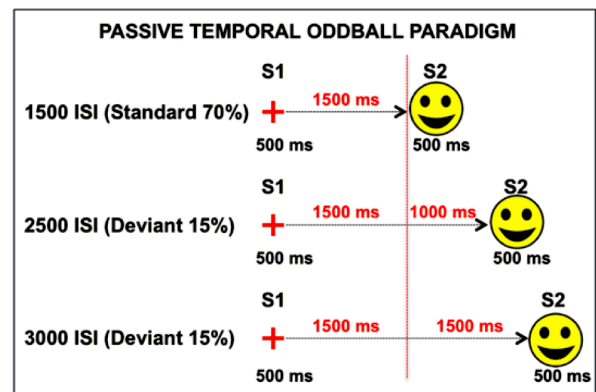 PASSIVE TEMPORAL ODDBALL PARADIGM
S1 S2
1500 ms
1500 ISI (Standard 70%)
500 ms 500 ms
S1 S2
1500 ms 1000 ms
2500 ISI (Deviant 15%)
500 ms 500 ms
S1 S2
1500 ms 1500 ms
3000 ISI (Deviant 15%)
500 ms 500 ms